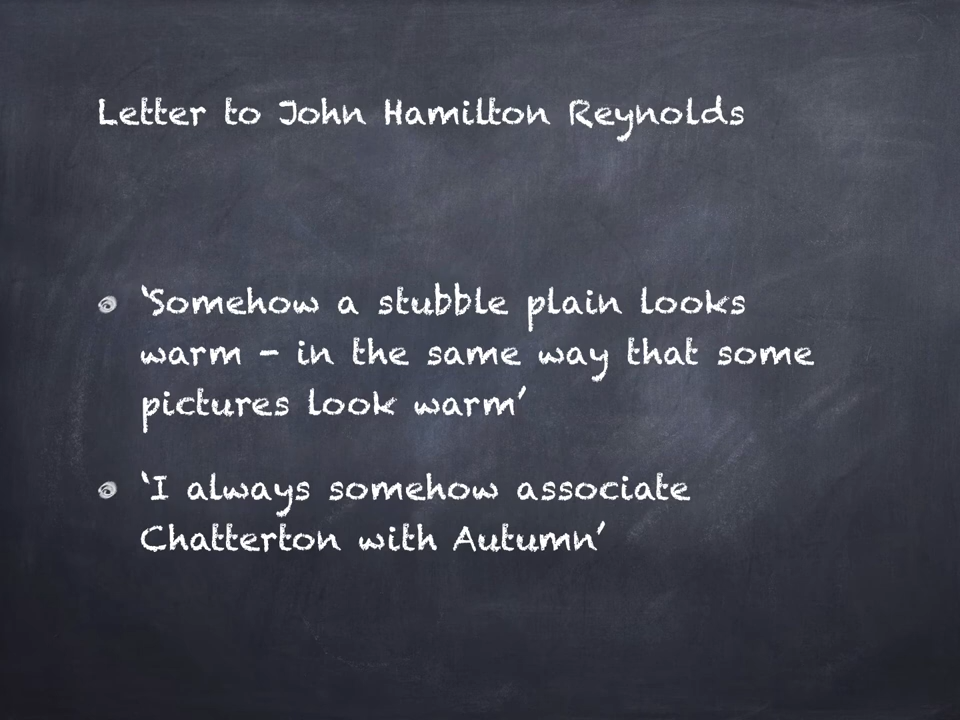 Letter to John Hamilton Reynolds
‘Somehow a stubble plain looks
warm - in the same way that some
pictures look warm’
‘I always somehow associate
Chatterton with Autumn’